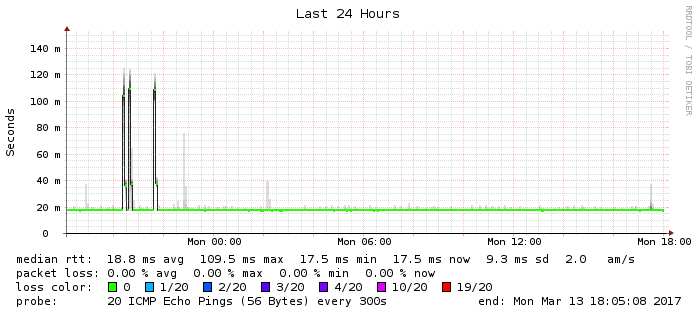 Last 24 Hours
RRDTOOL / TOBI OETIKER
Seconds
140 m
120 m
100 m
80 m
60 m
40 m
20 m
0
Mon 00:00 Mon 06:00 Mon 12:00 Mon 18:00
median rtt: 18.8 ms avg 109.5 ms max 17.5 ms min 17.5 ms now 9.3 ms sd 2.0 am/s
packet loss: 0.00 % avg 0.00 % max 0.00 % min 0.00 % now
loss color: 0 1/20 2/20 3/20 4/20 10/20 19/20
probe: 20 ICMP Echo Pings (56 Bytes) every 300s end: Mon Mar 13 18:05:08 2017